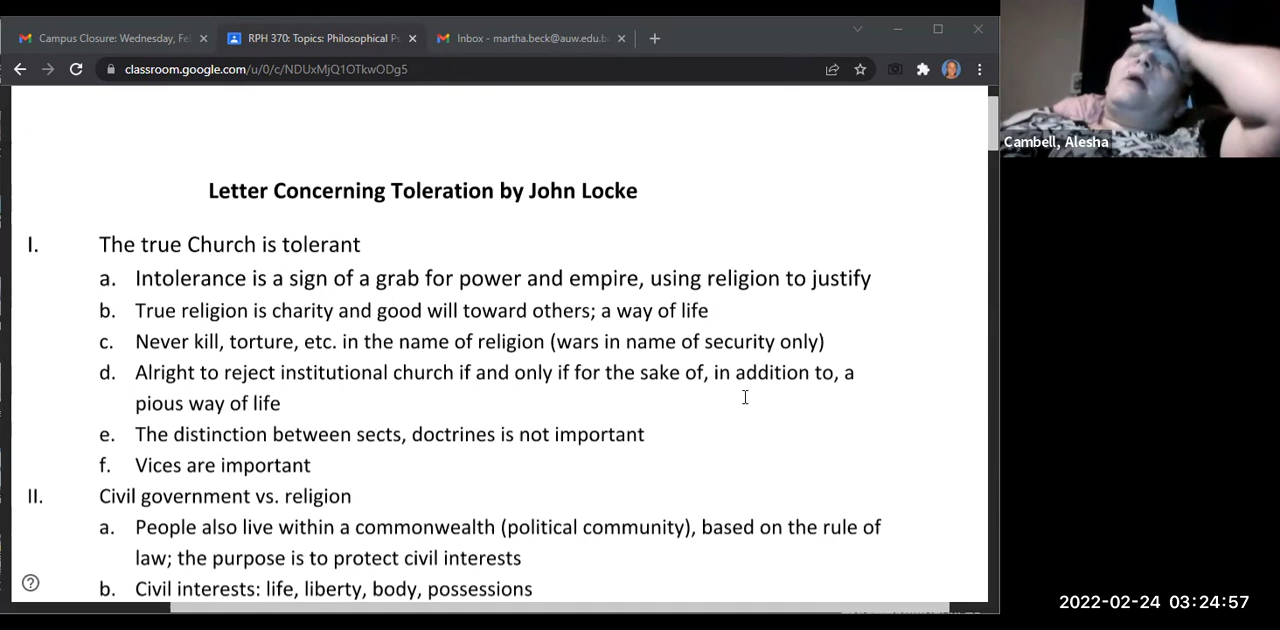 Campus Closure: Wednesday, Fe
RPH 370: Topics: Philosophical Ps
Inbox - martha.beck@auw.edu.b
classroom.google.com/u/0/c/NDUxMjQ1OTkwODg5
Cambell, Alesha
Letter Concerning Toleration by John Locke
I. The true Church is tolerant
a. Intolerance is a sign of a grab for power and empire, using religion to justify
b. True religion is charity and good will toward others; a way of life
c. Never kill, torture, etc. in the name of religion (wars in name of security only)
d. Alright to reject institutional church if and only if for the sake of, in addition to, a
pious way of life
e. The distinction between sects, doctrines is not important
f. Vices are important
II. Civil government vs. religion
a. People also live within a commonwealth (political community), based on the rule of
law; the purpose is to protect civil interests
b. Civil interests: life, liberty, body, possessions
2022-02-24 03:24:57